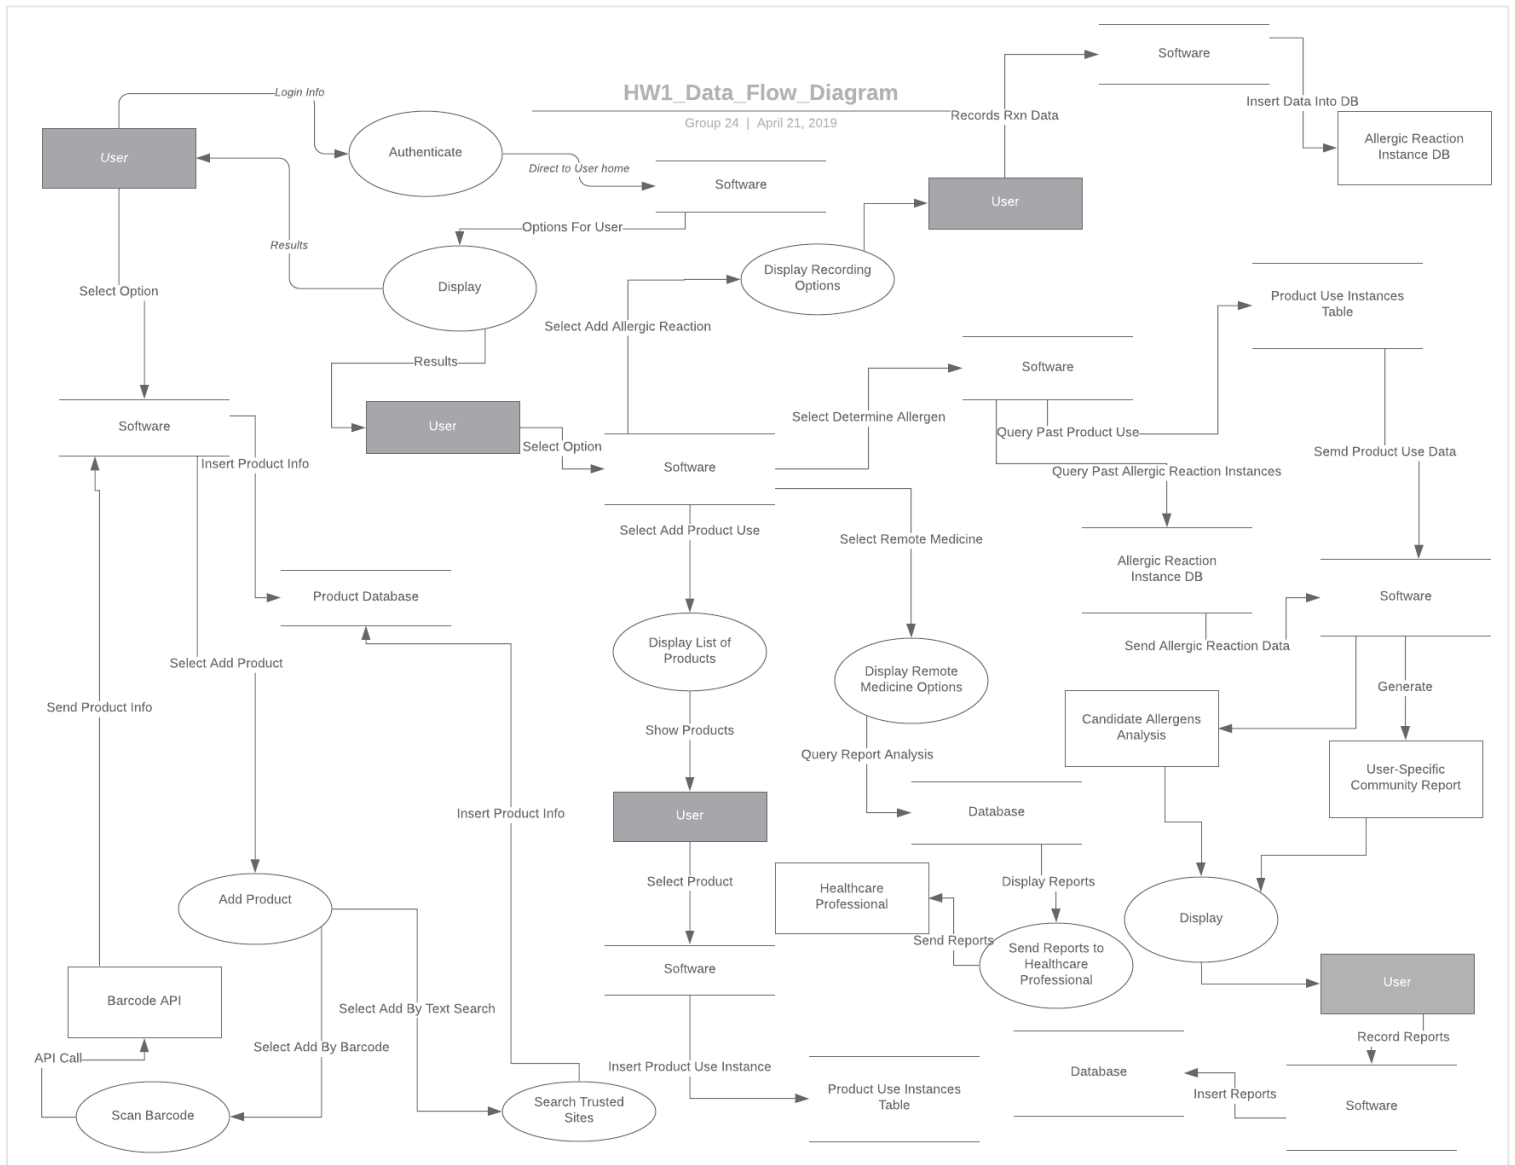 Software
Login Info
HW1_Data_Flow_Diagram
Insert Data Into DB
Records Rxn Data
Group 24 | April 21, 2019
Allergic Reaction
Instance DB
User
Authenticate
Direct to User home
Software
User
Options For User
Results
Display Recording
Options
Display
Select Option
Product Use Instances
Table
Select Add Allergic Reaction
Results
Software
Select Determine Allergen
Software
User
Query Past Product Use
Select Option
Semd Product Use Data
Insert Product Info
Software
Query Past Allergic Reaction Instances
Select Add Product Use
Select Remote Medicine
Allergic Reaction
Instance DB
Product Database
Software
Display List of
Products
Send Allergic Reaction Data
Select Add Product
Display Remote
Medicine Options
Generate
Send Product Info
Candidate Allergens
Analysis
Show Products
Query Report Analysis
User-Specific
Community Report
Insert Product Info
User
Database
Select Product
Display Reports
Healthcare
Professional
Add Product
Display
Send Reports
Send Reports to
Healthcare
Professional
Software
User
Barcode API
Select Add By Text Search
Record Reports
Select Add By Barcode
API Call
Insert Product Use Instance
Database
Product Use Instances
Table
Insert Reports
Software
Search Trusted
Sites
Scan Barcode